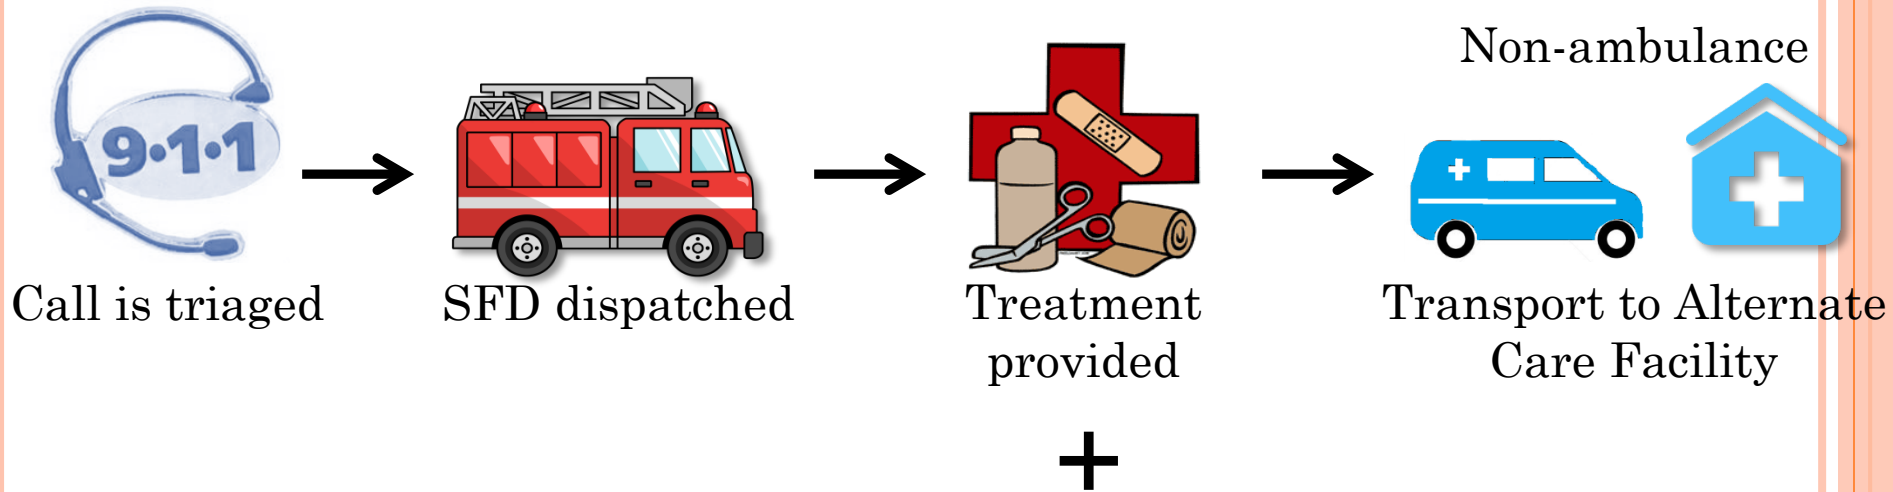 Non-ambulance
9•1•1
Call is triaged
SFD dispatched
Treatment
provided
Transport to Alternate
Care Facility
+